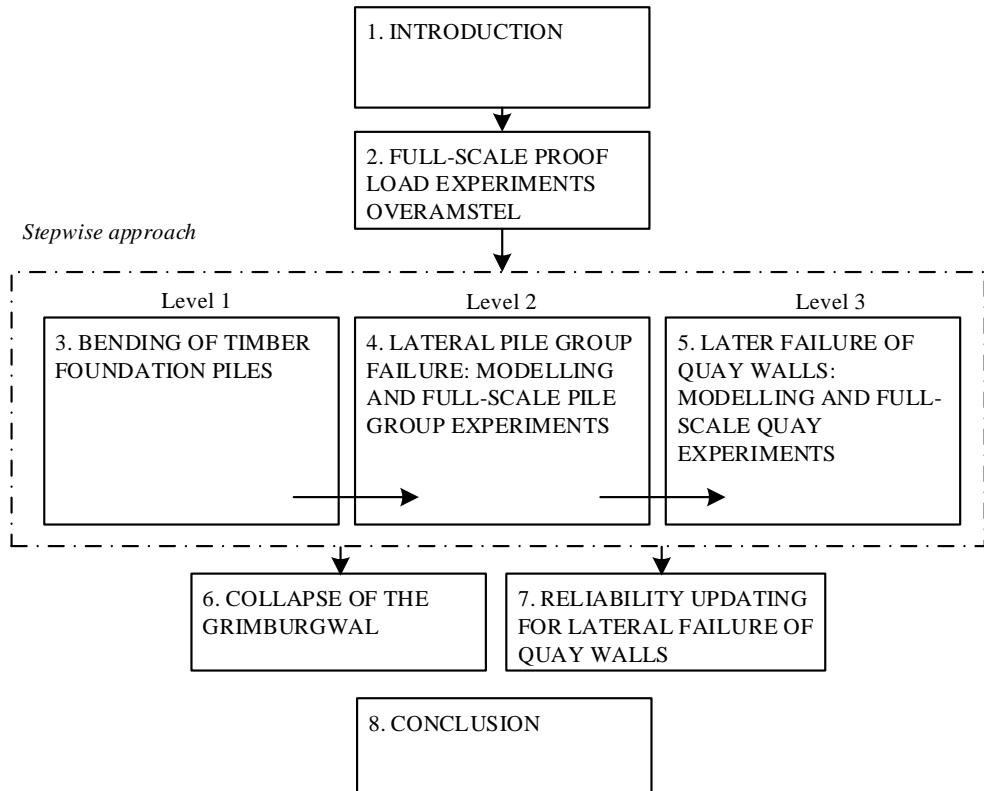 1. INTRODUCTION
2. FULL-SCALE PROOF
LOAD EXPERIMENTS
OVERAMSTEL
Stepwise approach
Level 1
3. BENDING OF TIMBER
FOUNDATION PILES
Level 2
4. LATERAL PILE GROUP
FAILURE: MODELLING
AND FULL-SCALE PILE
GROUP EXPERIMENTS
Level 3
5. LATER FAILURE OF
QUAY WALLS:
MODELLING AND FULL-
SCALE QUAY
EXPERIMENTS
6. COLLAPSE OF THE
GRIMBURGWAL
7. RELIABILITY UPDATING
FOR LATERAL FAILURE OF
QUAY WALLS
8. CONCLUSION